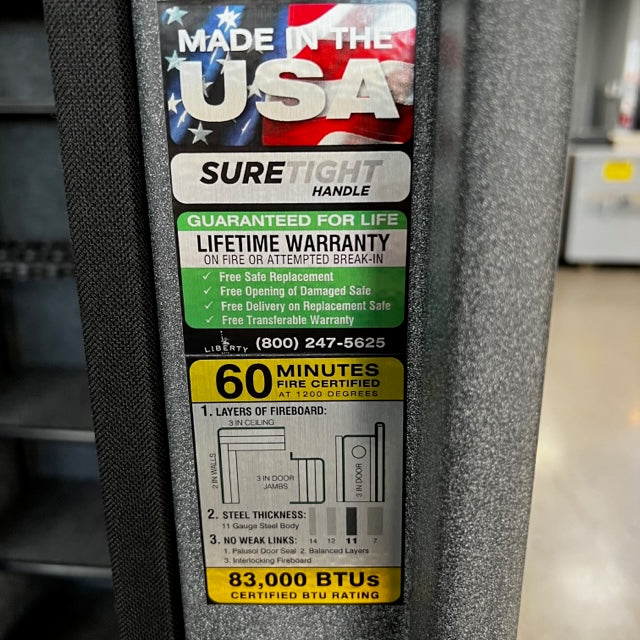 MADE IN THE
USA
SURETIGHT
HANDLE
GUARANTEED FOR LIFE
LIFETIME WARRANTY
ON FIRE OR ATTEMPTED BREAK-IN
✓ Free Safe Replacement
✓ Free Opening of Damaged Safe
✓ Free Delivery on Replacement Safe
✓ Free Transferable Warranty
LIBERTY (800) 247-5625
60 MINUTES
FIRE CERTIFIED
AT 1200 DEGREES
1. LAYERS OF FIREBOARD:
3 IN CEILING
2 IN WALLS
3 IN DOOR
JAMBS
3 IN DOOR
2. STEEL THICKNESS:
11 Gauge Steel Body
14 12 11 7
3. NO WEAK LINKS:
1. Palusol Door Seal 2. Balanced Layers
3. Interlocking Fireboard
83,000 BTUs
CERTIFIED BTU RATING